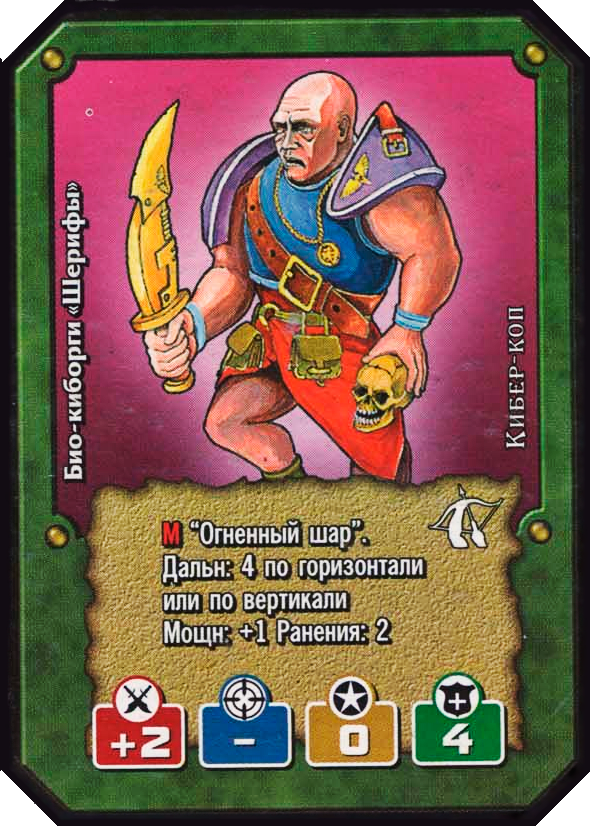 Био-киборги «Шерифы»
Кибер-коп
М “Огненный шар”.
Дальн: 4 по горизонтали
или по вертикали
Мощн: +1 Ранения: 2
+2
-
0
4